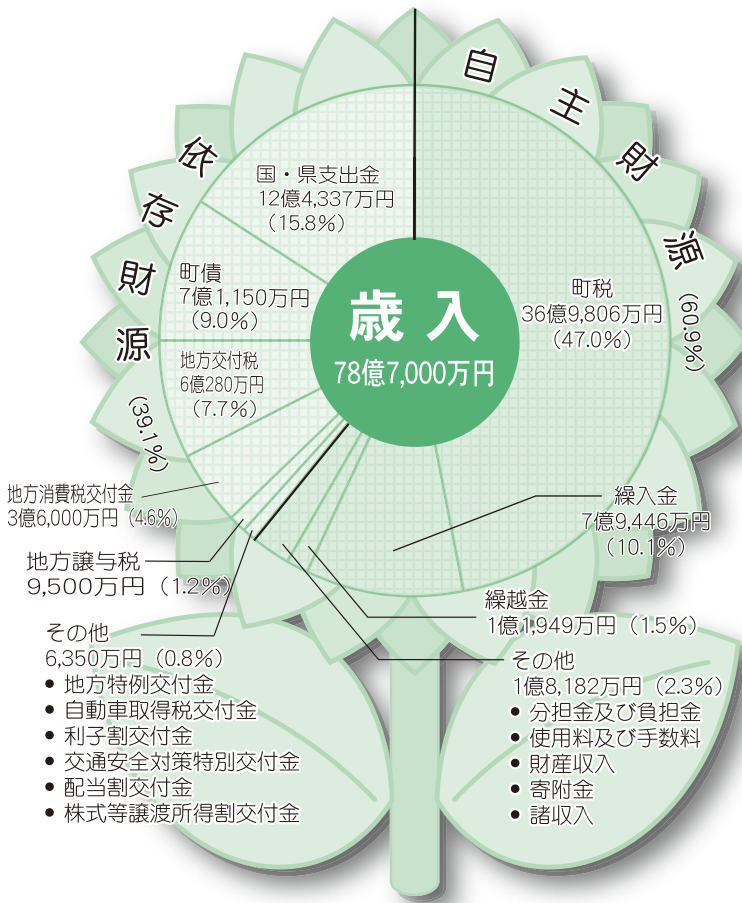 自主財源
(60.9%)
依存財源
(39.1%)
歳入
78億7,000万円
町税
36億9,806万円
(47.0%)
繰入金
7億9,446万円
(10.1%)
繰越金
1億1,949万円 (1.5%)
その他
1億8,182万円 (2.3%)
• 分担金及び負担金
• 使用料及び手数料
• 財産収入
• 寄附金
• 諸収入
国・県支出金
12億4,337万円
(15.8%)
町債
7億1,150万円
(9.0%)
地方交付税
6億280万円
(7.7%)
地方消費税交付金
3億6,000万円 (4.6%)
地方譲与税
9,500万円 (1.2%)
その他
6,350万円 (0.8%)
• 地方特例交付金
• 自動車取得税交付金
• 利子割交付金
• 交通安全対策特別交付金
• 配当割交付金
• 株式等譲渡所得割交付金